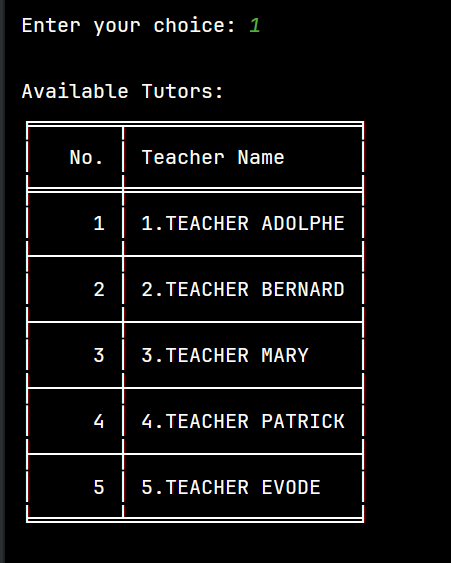 Enter your choice: 1
Available Tutors:
No. Teacher Name
1 1.TEACHER ADOLPHE
2 2.TEACHER BERNARD
3 3.TEACHER MARY
4 4.TEACHER PATRICK
5 5.TEACHER EVODE